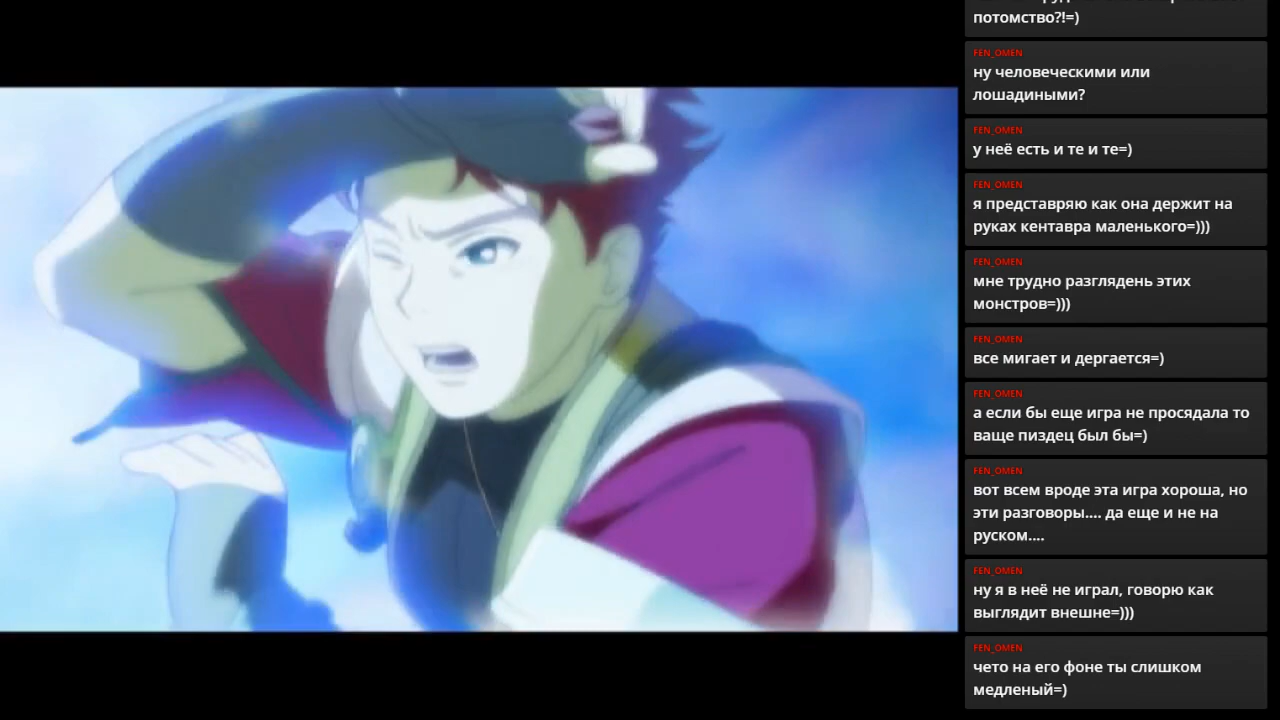 потомство?!=)
FEN_OMEN
ну человеческими или
лошадиными?
FEN_OMEN
у неё есть и те и те=)
FEN_OMEN
я представряю как она держит на
руках кентавра маленького=)))
FEN_OMEN
мне трудно разглядень этих
монстров=)))
FEN_OMEN
все мигает и дергается=)
FEN_OMEN
а если бы еще игра не просядала то
ваще пиздец был бы=)
FEN_OMEN
вот всем вроде эта игра хороша, но
эти разговоры.... да еще и не на
руском....
FEN_OMEN
ну я в неё не играл, говорю как
выглядит внешне=)))
FEN_OMEN
чето на его фоне ты слишком
медленый=)